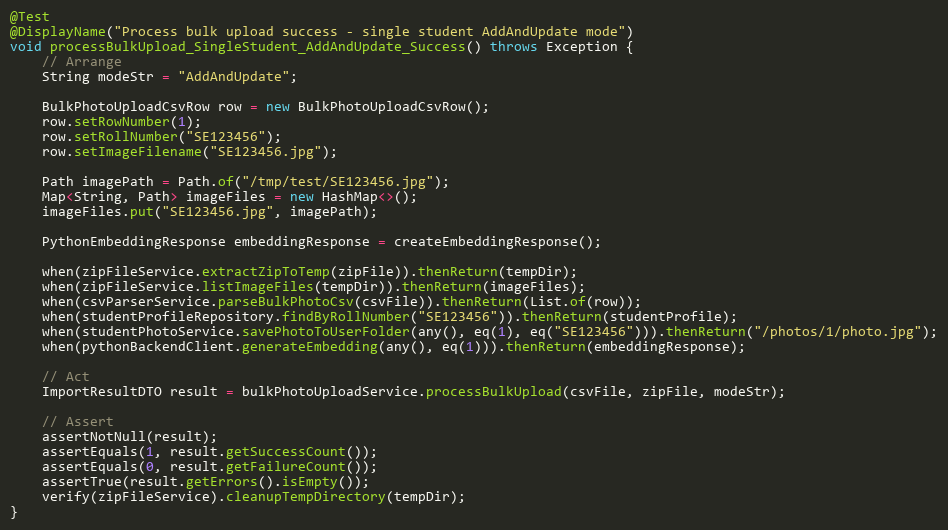 @Test
@DisplayName("Process bulk upload success - single student AddAndUpdate mode")
void processBulkUpload_SingleStudent_AddAndUpdate_Success() throws Exception {
    // Arrange
    String modeStr = "AddAndUpdate";

    BulkPhotoUploadCsvRow row = new BulkPhotoUploadCsvRow();
    row.setRowNumber(1);
    row.setRollNumber("SE123456");
    row.setImageFilename("SE123456.jpg");

    Path imagePath = Path.of("/tmp/test/SE123456.jpg");
    Map<String, Path> imageFiles = new HashMap<>();
    imageFiles.put("SE123456.jpg", imagePath);

    PythonEmbeddingResponse embeddingResponse = createEmbeddingResponse();

    when(zipFileService.extractZipToTemp(zipFile)).thenReturn(tempDir);
    when(zipFileService.listImageFiles(tempDir)).thenReturn(imageFiles);
    when(csvParserService.parseBulkPhotoCsv(csvFile)).thenReturn(List.of(row));
    when(studentProfileRepository.findByRollNumber("SE123456")).thenReturn(studentProfile);
    when(studentPhotoService.savePhotoToUserFolder(any(), eq(1), eq("SE123456"))).thenReturn("/photos/1/photo.jpg");
    when(pythonBackendClient.generateEmbedding(any(), eq(1))).thenReturn(embeddingResponse);

    // Act
    ImportResultDTO result = bulkPhotoUploadService.processBulkUpload(csvFile, zipFile, modeStr);

    // Assert
    assertNotNull(result);
    assertEquals(1, result.getSuccessCount());
    assertEquals(0, result.getFailureCount());
    assertTrue(result.getErrors().isEmpty());
    verify(zipFileService).cleanupTempDirectory(tempDir);
}